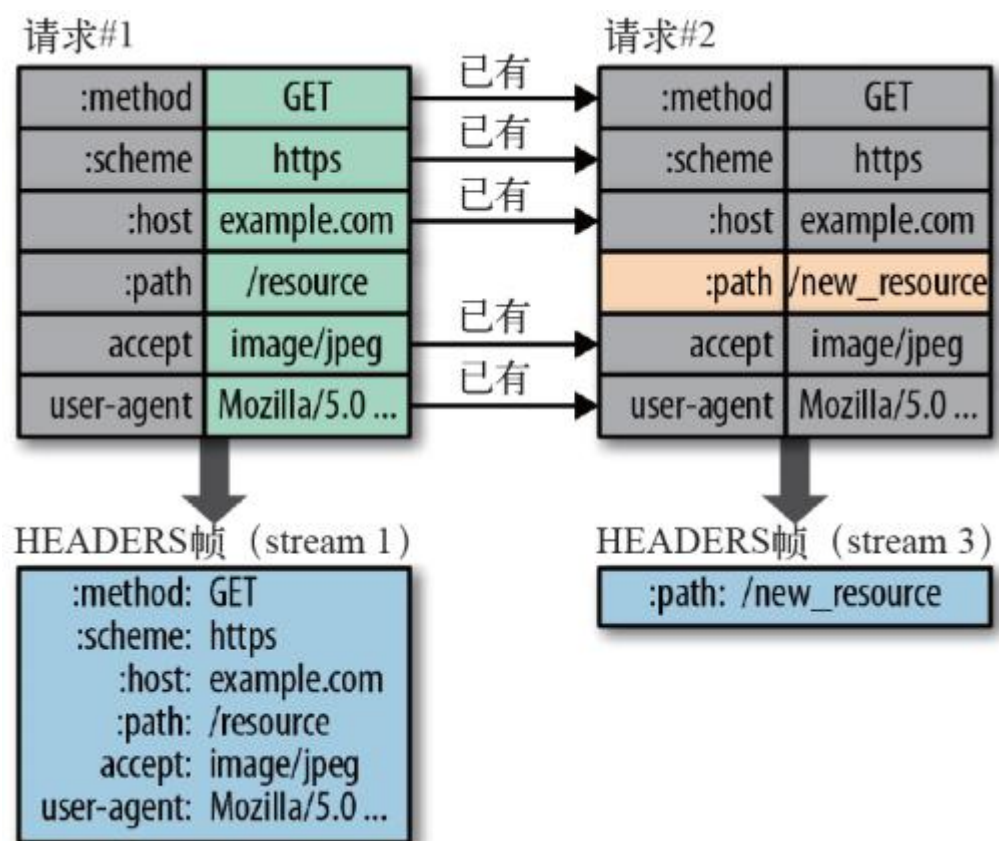 请求#1
:method GET
:scheme https
:host example.com
:path /resource
accept image/jpeg
user-agent Mozilla/5.0 ...
已有
已有
已有
已有
已有
请求#2
:method GET
:scheme https
:host example.com
:path /new_resource
accept image/jpeg
user-agent Mozilla/5.0 ...
HEADERS帧（stream 1）
:method: GET
:scheme: https
:host: example.com
:path: /resource
accept: image/jpeg
user-agent: Mozilla/5.0 ...
HEADERS帧（stream 3）
:path: /new_resource